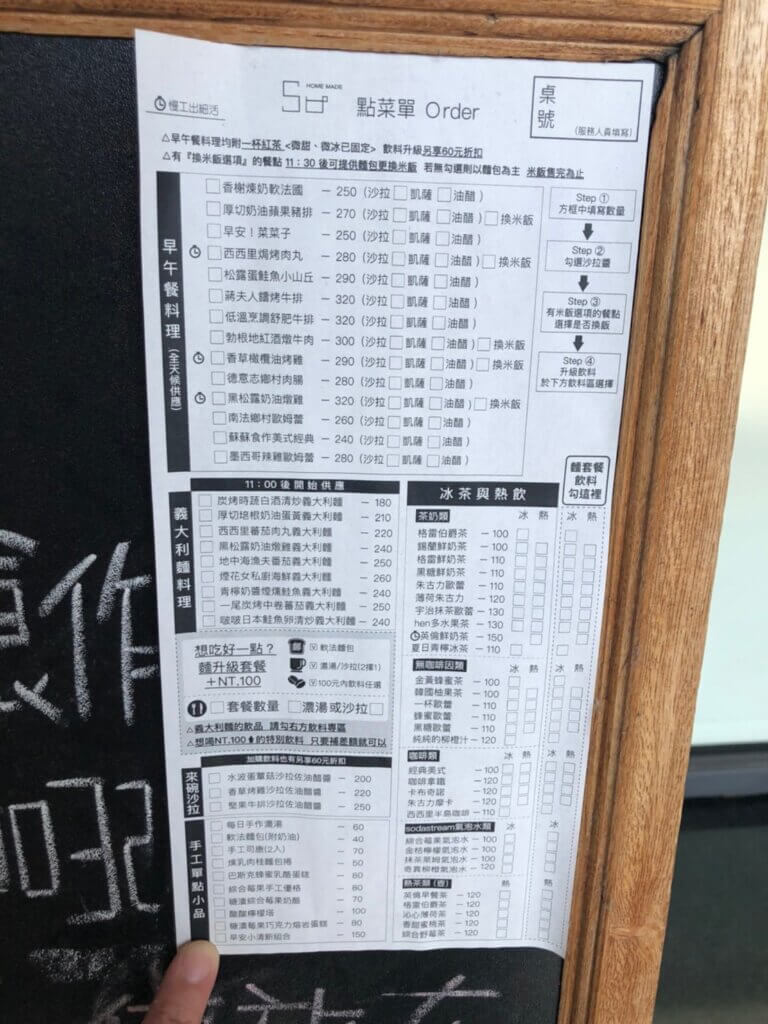 慢工出細活
HOME MADE
點菜單 Order
桌號
(服務人員填寫)
△早午餐料理均附一杯紅茶 <微甜、微冰已固定> 飲料升級另享60元折扣
△有『換米飯選項』的餐點 11：30 後可提供麵包更換米飯 若無勾選則以麵包為主 米飯售完為止
早午餐料理(全天候供應)
□香榭煉奶軟法國 － 250 (沙拉□凱薩□油醋)
□厚切奶油蘋果豬排 － 270 (沙拉□凱薩□油醋)□換米飯
□早安！菜菜子 － 250 (沙拉□凱薩□油醋)
□西西里焗烤肉丸 － 280 (沙拉□凱薩□油醋)□換米飯
□松露蛋鮭魚小山丘 － 290 (沙拉□凱薩□油醋)
□蔣夫人鑄烤牛排 － 320 (沙拉□凱薩□油醋)
□低溫烹調舒肥牛排 － 320 (沙拉□凱薩□油醋)
□勃根地紅酒燉牛肉 － 300 (沙拉□凱薩□油醋)□換米飯
□香草橄欖油烤雞 － 290 (沙拉□凱薩□油醋)□換米飯
□德意志鄉村肉腸 － 280 (沙拉□凱薩□油醋)
□黑松露奶油燉雞 － 320 (沙拉□凱薩□油醋)□換米飯
□南法鄉村歐姆蕾 － 260 (沙拉□凱薩□油醋)
□蘇蘇食作美式經典 － 240 (沙拉□凱薩□油醋)
□墨西哥辣雞歐姆蕾 － 280 (沙拉□凱薩□油醋)
Step ①
方框中填寫數量
Step ②
勾選沙拉醬
Step ③
有米飯選項的餐點
選擇是否換飯
Step ④
升級飲料
於下方飲料區選擇
義大利麵料理
11：00後開始供應
□炭烤時蔬白酒清炒義大利麵 － 180
□厚切培根奶油蛋黃義大利麵 － 210
□西西里蕃茄肉丸義大利麵 － 220
□黑松露奶油燉雞義大利麵 － 240
□地中海漁夫番茄義大利麵 － 250
□煙花女私廚海鮮義大利麵 － 260
□青檸奶醬煙燻鮭魚義大利麵 － 240
□一尾炭烤中卷蕃茄義大利麵 － 250
□啵啵日本鮭魚卵清炒義大利麵 － 240
想吃好一點？
麵升級套餐
＋NT.100
軟法麵包
濃湯/沙拉(2擇1)
100元內飲料任選
□套餐數量 □濃湯或沙拉□
△義大利麵的飲品 請勾右方飲料專區
△想喝NT.100⬆的特別飲料 只要補差額就可以
來碗沙拉
加購飲料也有另享60元折扣
□水波蛋蕈菇沙拉佐油醋醬 － 200
□香草烤雞沙拉佐油醋醬 － 220
□堅果牛排沙拉佐油醋醬 － 250
手工單點小品
□每日手作濃湯 － 60
□軟法麵包(附奶油) － 40
□手工司康(2入) － 70
□煉乳肉桂麵包捲 － 50
□巴斯克蜂蜜乳酪蛋糕 － 80
□綜合莓果手工優格 － 80
□糖漬綜合莓果奶酪 － 70
□酸酸檸檬塔 － 100
□糖漬莓果巧克力熔岩蛋糕 － 80
□早安小清新組合 － 150
冰茶與熱飲
麵套餐
飲料
勾這裡
茶奶類 冰 熱 冰 熱
格雷伯爵茶 －100
錫蘭鮮奶茶 －100
格雷鮮奶茶 －110
黑糖鮮奶茶 －110
朱古力歐蕾 －110
薄荷朱古力 －120
宇治抹茶歐蕾 －130
hen多水果茶 －130
英倫鮮奶茶 －150
夏日青檸冰茶 －110
無咖啡因類 冰 熱 冰 熱
金黃蜂蜜茶 －100
韓國柚果茶 －100
一杯歐蕾 －110
蜂蜜歐蕾 －110
黑糖歐蕾 －110
純純的柳橙汁 －120
咖啡類 冰 熱 冰 熱
經典美式 －100
咖啡拿鐵 －120
卡布奇諾 －120
朱古力摩卡 －120
西西里半島咖啡 －110
sodastream氣泡水類 冰 冰
綜合莓果氣泡水 －100
金桔檸檬氣泡水 －100
抹茶萊姆氣泡水 －120
奇異柳橙氣泡水 －120
熱茶類(壺) 熱 熱
英倫早餐茶 －120
格雷伯爵茶 －120
沁心薄荷茶 －120
香甜蜜桃茶 －120
綜合野莓茶 －120
作